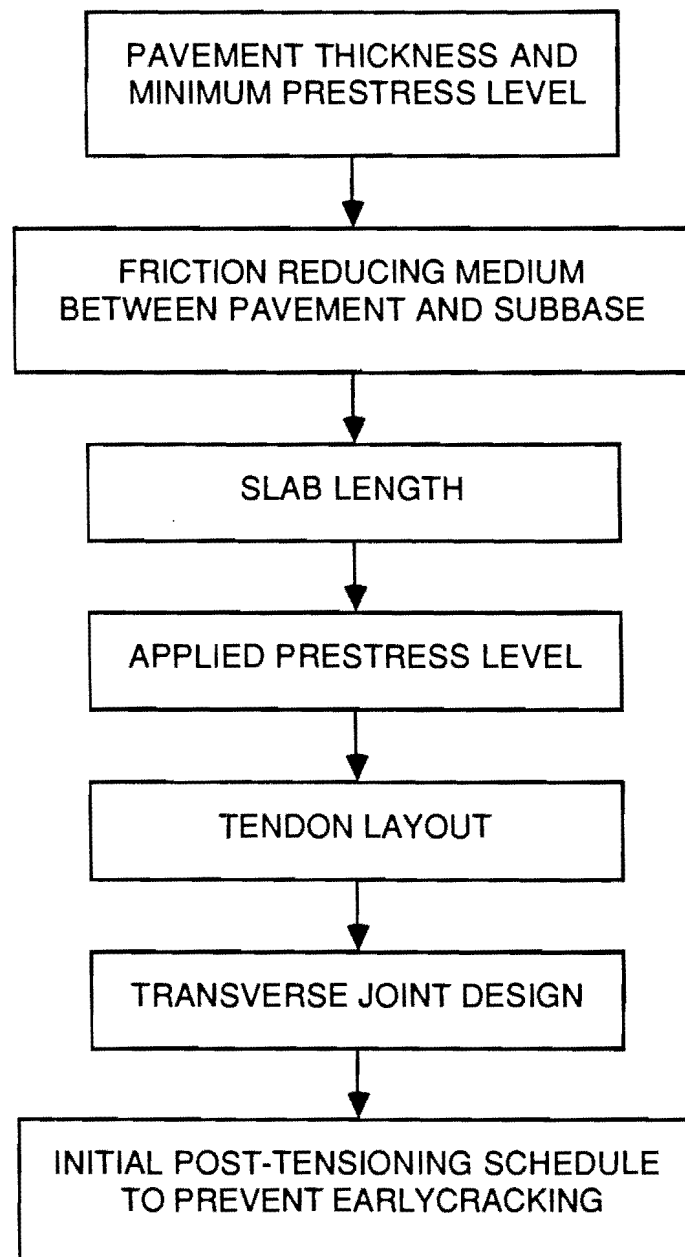 PAVEMENT THICKNESS AND
MINIMUM PRESTRESS LEVEL
FRICTION REDUCING MEDIUM
BETWEEN PAVEMENT AND SUBBASE
SLAB LENGTH
APPLIED PRESTRESS LEVEL
TENDON LAYOUT
TRANSVERSE JOINT DESIGN
INITIAL POST-TENSIONING SCHEDULE
TO PREVENT EARLYCRACKING